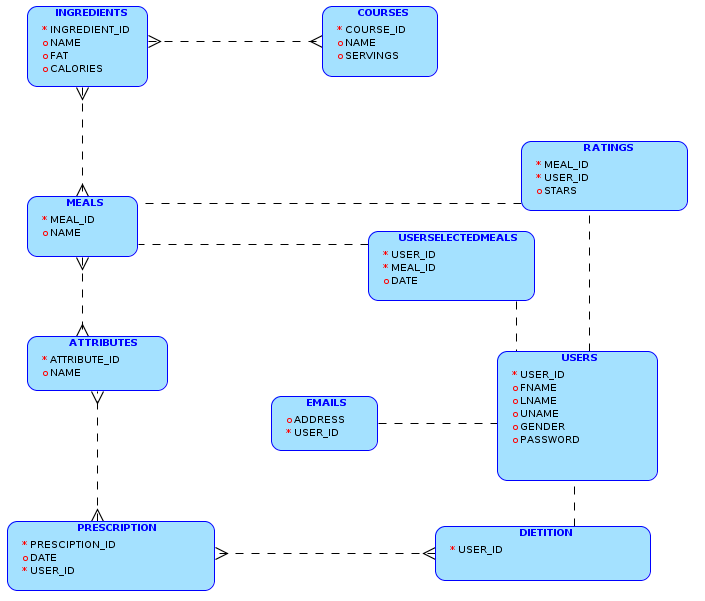 INGREDIENTS
* INGREDIENT_ID
o NAME
o FAT
o CALORIES
COURSES
* COURSE_ID
o NAME
o SERVINGS
RATINGS
* MEAL_ID
* USER_ID
o STARS
MEALS
* MEAL_ID
o NAME
USERSELECTEDMEALS
* USER_ID
* MEAL_ID
o DATE
ATTRIBUTES
* ATTRIBUTE_ID
o NAME
USERS
* USER_ID
o FNAME
o LNAME
o UNAME
o GENDER
o PASSWORD
EMAILS
o ADDRESS
* USER_ID
PRESCRIPTION
* PRESCIPTION_ID
o DATE
* USER_ID
DIETITION
* USER_ID